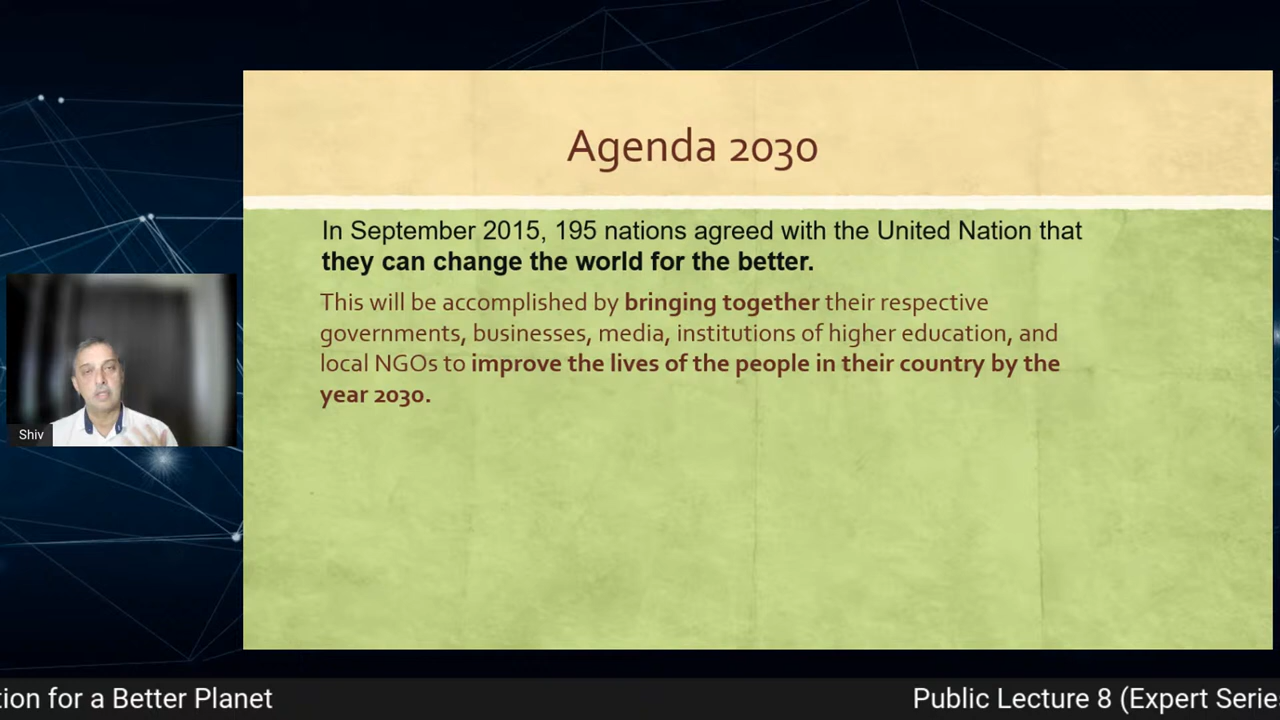 Agenda 2030
In September 2015, 195 nations agreed with the United Nation that
they can change the world for the better.
This will be accomplished by bringing together their respective
governments, businesses, media, institutions of higher education, and
local NGOs to improve the lives of the people in their country by the
year 2030.
Shiv
tion for a Better Planet
Public Lecture 8 (Expert Serie